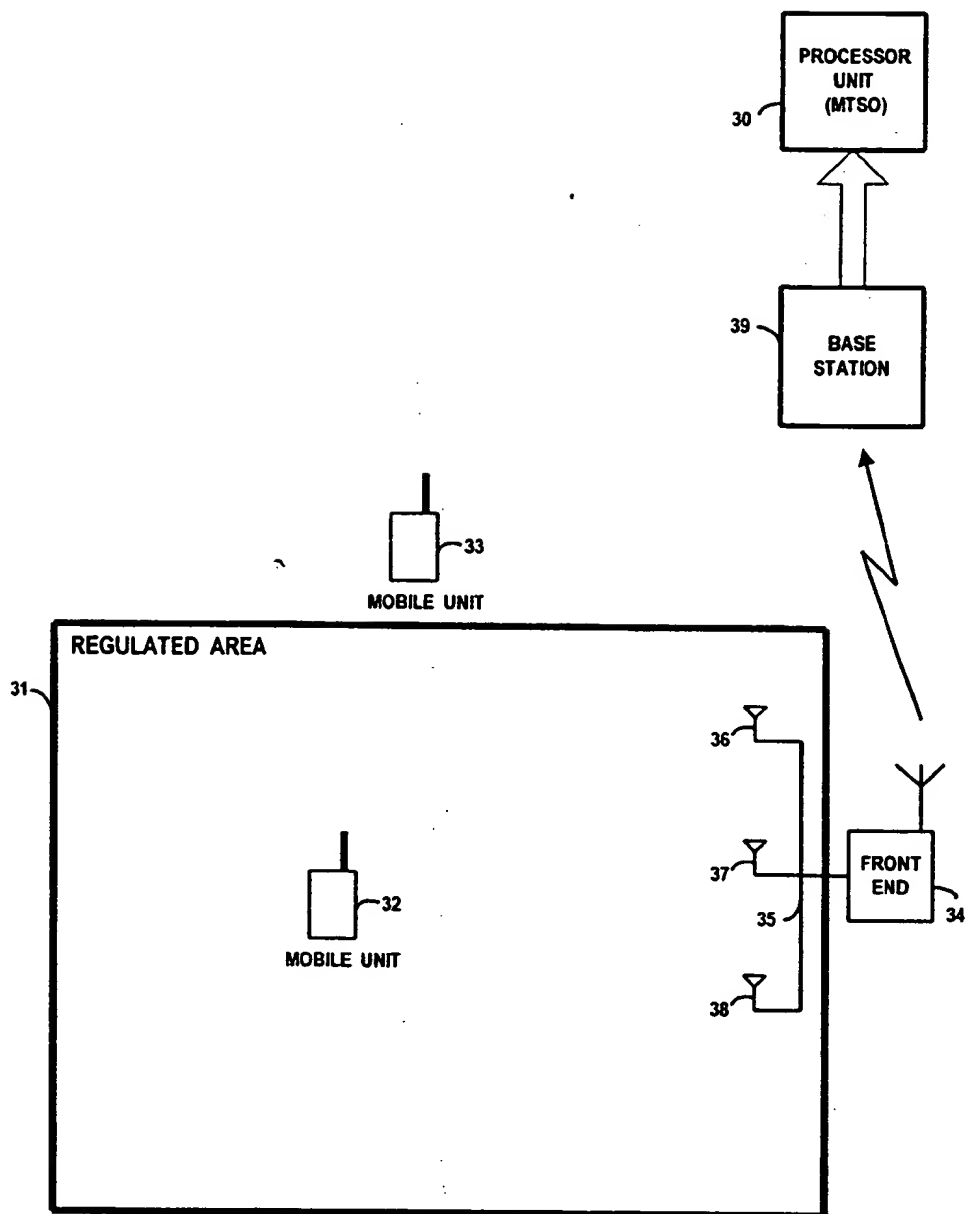 PROCESSOR
UNIT
(MTSO)
30
39
BASE
STATION
33
MOBILE UNIT
REGULATED AREA
31
36
37
FRONT
END
32
35
34
MOBILE UNIT
38